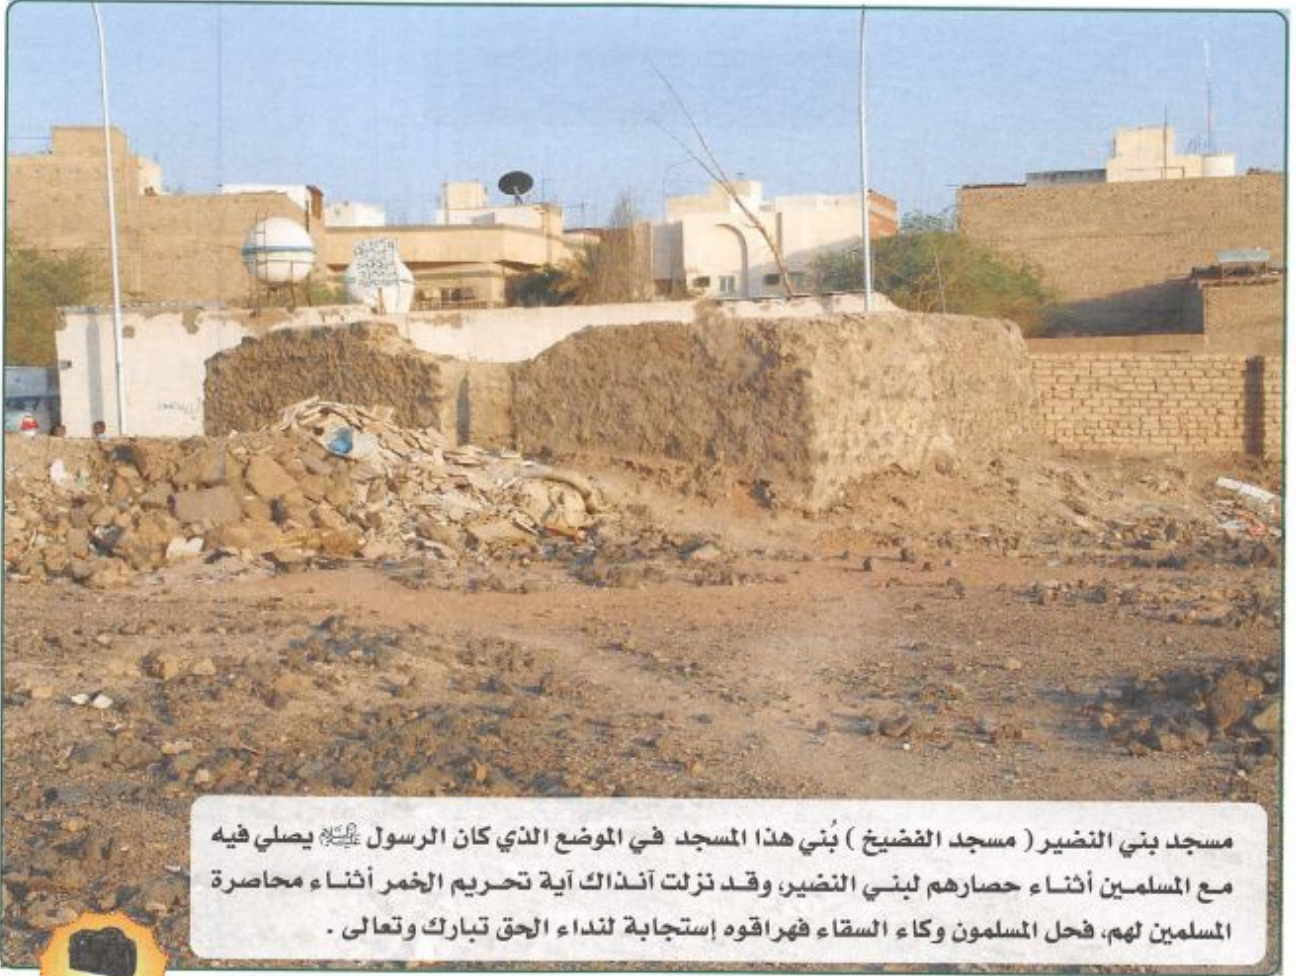 مسجد بني النضير ( مسجد الفضيخ ) بُني هذا المسجد في الموضع الذي كان الرسول ﷺ يصلي فيه
مع المسلمين أثناء حصارهم لبني النضير، وقد نزلت آنذاك آية تحريم الخمر أثناء محاصرة
المسلمين لهم، فحل المسلمون وكاء السقاء فهراقوه إستجابة لنداء الحق تبارك وتعالى .